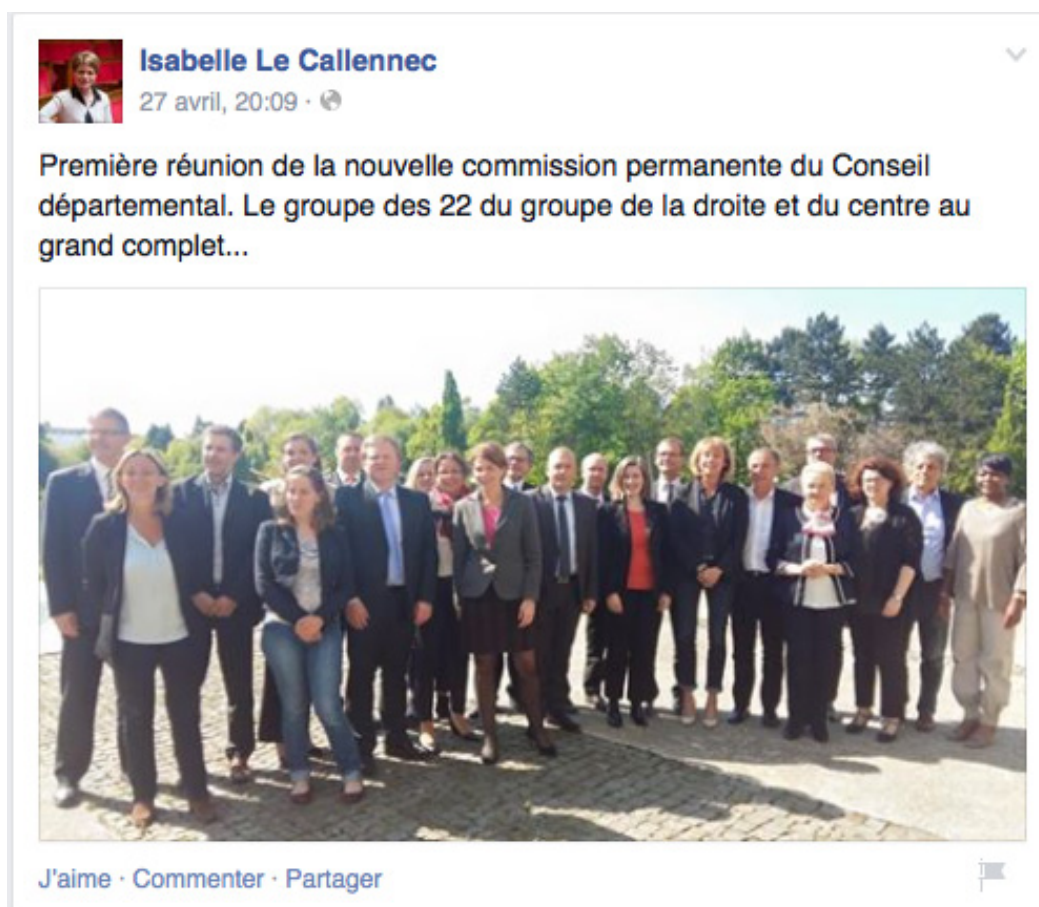 Isabelle Le Callennec
27 avril, 20:09 ·
Première réunion de la nouvelle commission permanente du Conseil
départemental. Le groupe des 22 du groupe de la droite et du centre au
grand complet...
J'aime · Commenter · Partager